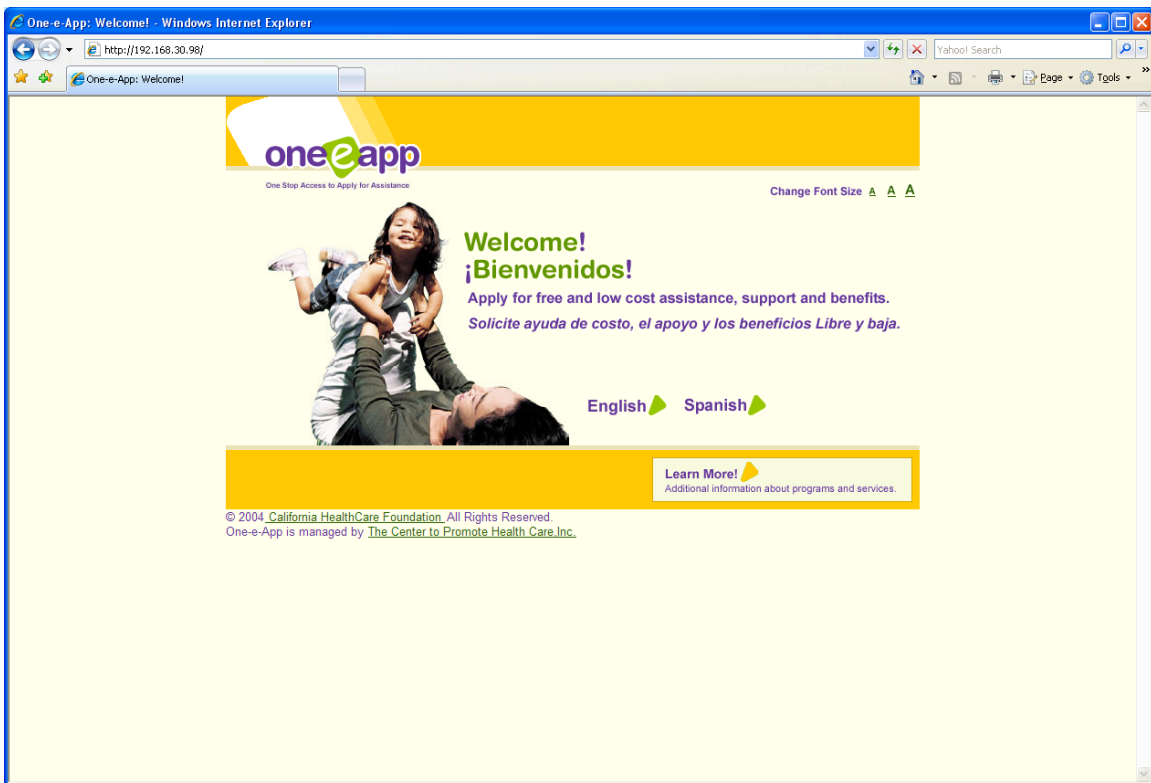 One-e-App: Welcome! - Windows Internet Explorer
http://192.168.30.98/
Yahoo! Search
One-e-App: Welcome!
Page
Tools
»
one e app
One Stop Access to Apply for Assistance
Change Font Size A A A
Welcome!
¡Bienvenidos!
Apply for free and low cost assistance, support and benefits.
Solicite ayuda de costo, el apoyo y los beneficios Libre y baja.
English Spanish
Learn More!
Additional information about programs and services.
© 2004 California HealthCare Foundation All Rights Reserved.
One-e-App is managed by The Center to Promote Health Care,Inc.